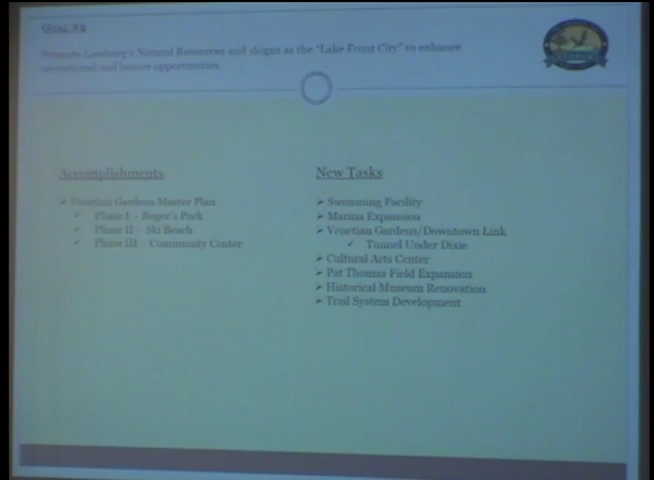 Promote Leesburg's Natural Resources and slogan as the "Lake Front City" to enhance
recreational and leisure opportunities.
Accomplishments
➢ Venetian Gardens Master Plan
✓ Phase I – Roger's Park
✓ Phase II – Ski Beach
✓ Phase III – Community Center
New Tasks
➢ Swimming Facility
➢ Marina Expansion
➢ Venetian Gardens/Downtown Link
✓ Tunnel Under Dixie
➢ Cultural Arts Center
➢ Pat Thomas Field Expansion
➢ Historical Museum Renovation
➢ Trail System Development